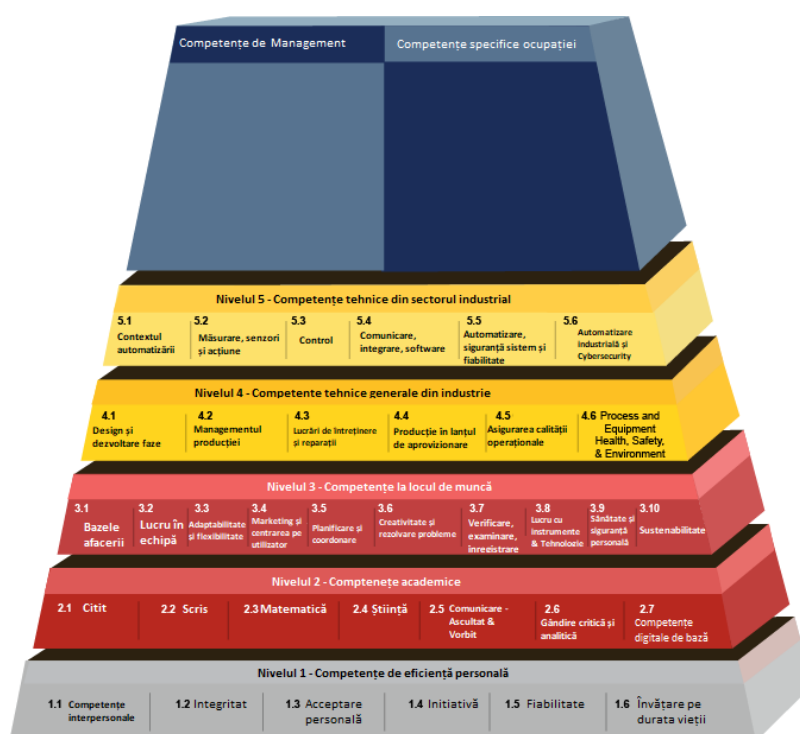 Competențe de Management
Competențe specifice ocupației
Nivelul 5 - Competențe tehnice din sectorul industrial
5.1
Contextul
automatizării
5.2
Măsurare, senzori
și acțiune
5.3
Control
5.4
Comunicare,
integrare, software
5.5
Automatizare,
siguranță sistem și
fiabilitate
5.6
Automatizare
industrială și
Cybersecurity
Nivelul 4 - Competente tehnice generale din industrie
4.1
Design și
dezvoltare faze
4.2
Managementul
producției
4.3
Lucrări de întreținere
și reparații
4.4
Producție în lanțul
de aprovizionare
4.5
Asigurarea calității
operaționale
4.6 Process and
Equipment
Health, Safety,
& Environment
Nivelul 3 - Competențe la locul de muncă
3.1
Bazele
afacerii
3.2
Lucru în
echipă
3.3
Adaptabilitate
și flexibilitate
3.4
Marketing și
centrarea pe
utilizator
3.5
Planificare și
coordonare
3.6
Creativitate și
rezolvare probleme
3.7
Verificare,
examinare,
inregistrare
3.8
Lucru cu
instrumente
& Tehnologie
3.9
Sănătate și
siguranță
personală
3.10
Sustenabilitate
Nivelul 2 - Comptenețe academice
2.1 Citit
2.2 Scris
2.3 Matematică
2.4 Știință
2.5 Comunicare -
Ascultat &
Vorbit
2.6
Gândire critică și
analitică
2.7
Competențe
digitale de bază
Nivelul 1 - Competențe de eficiență personală
1.1 Competențe
interpersonale
1.2 Integritat
1.3 Acceptare
personală
1.4 Inițiativă
1.5 Fiabilitate
1.6 Învățare pe
durata vieții